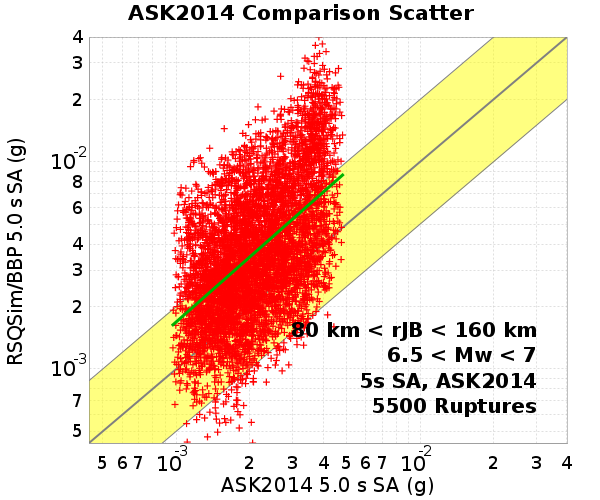 ASK2014 Comparison Scatter
RSQSim/BBP 5.0 s SA (g)
4
3
2
10⁻²
8
6
4
3
2
10⁻³
7
5
80 km < rJB < 160 km
6.5 < Mw < 7
5s SA, ASK2014
5500 Ruptures
5 6 7 10⁻³ 2 3 4 5 6 7 10⁻² 2 3 4
ASK2014 5.0 s SA (g)